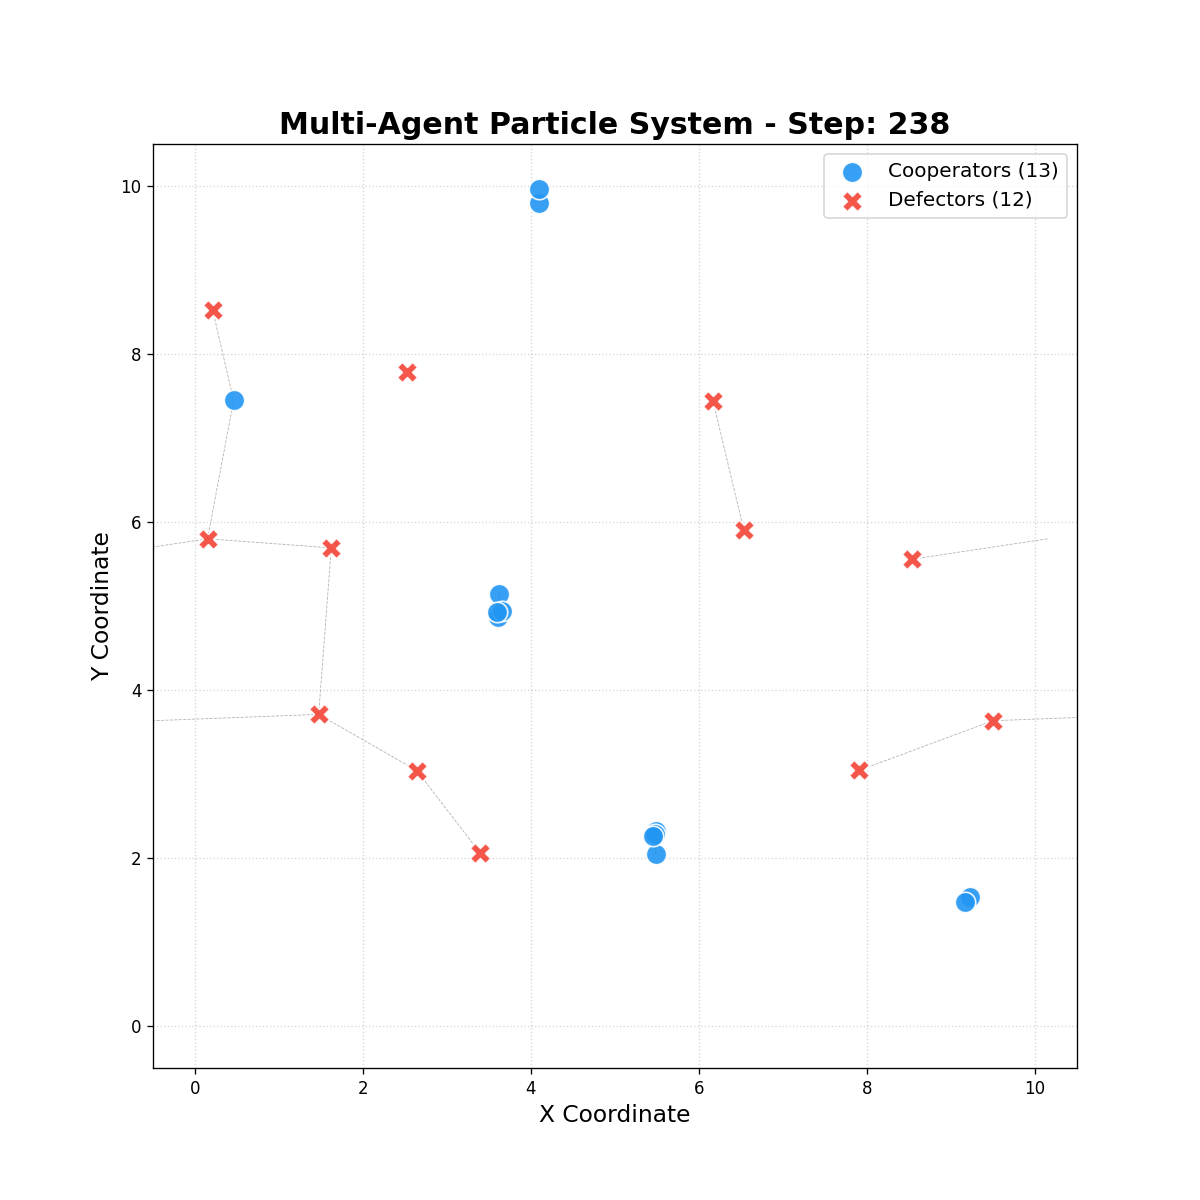 Multi-Agent Particle System - Step: 238
Cooperators (13)
Defectors (12)
10
8
6
4
2
0
Y Coordinate
0 2 4 6 8 10
X Coordinate